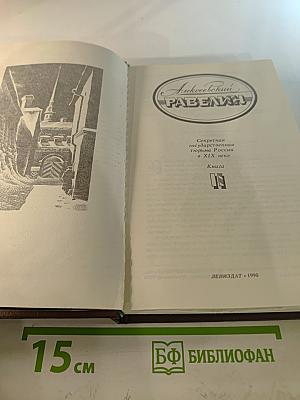 Алексеевский
РАВЕЛИН
Секретная
государственная
тюрьма России
в XIX веке
Книга
ЛЕНИЗДАТ • 1990
15 см
БФ БИБЛИОФАН